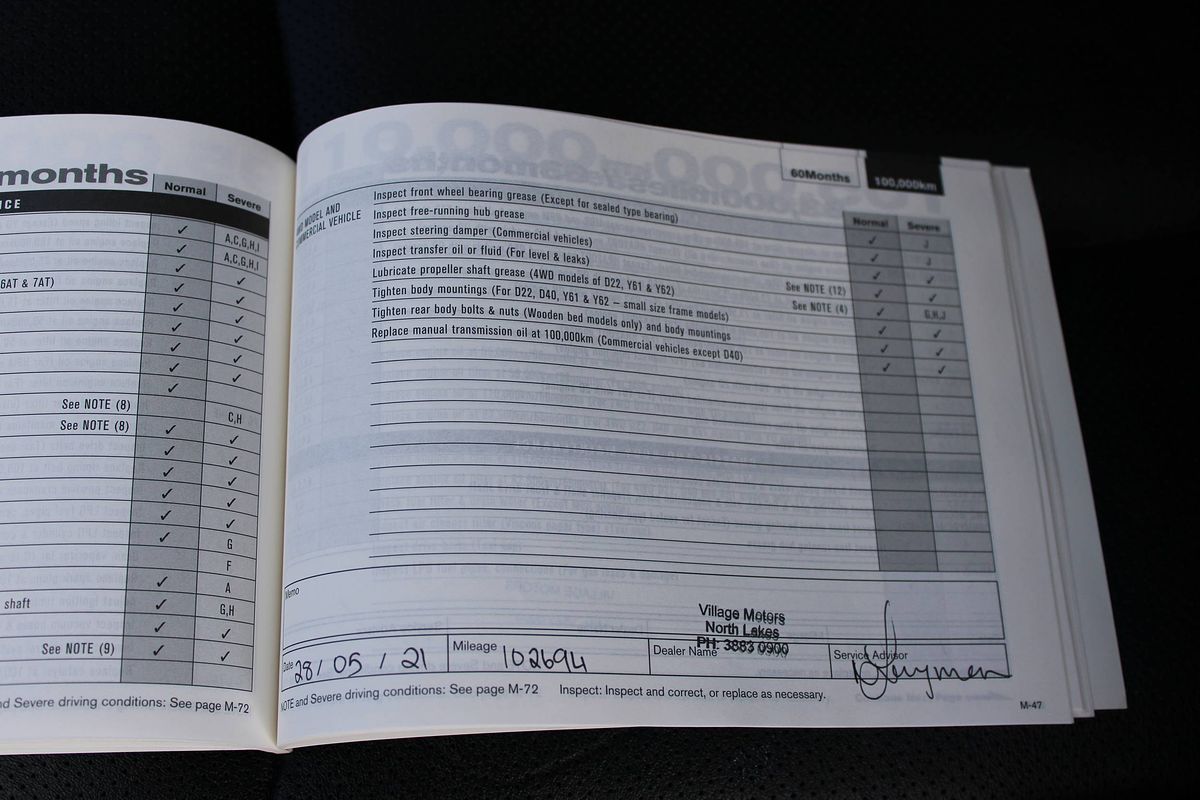 months
Normal
Severe
ICE
✓ A,C,G,H,I
✓ A,C,G,H,I
✓ ✓
6AT & 7AT) ✓ ✓
✓ ✓
✓ ✓
✓ ✓
✓ ✓
See NOTE (8) C,H
See NOTE (8) ✓ ✓
✓ ✓
✓ ✓
✓ ✓
✓ ✓
✓ G
F
✓ A
shaft ✓ G,H
✓ ✓
See NOTE (9) ✓ ✓
nd Severe driving conditions: See page M-72
60Months
100,000km
Normal
Severe
MODEL AND
COMMERCIAL VEHICLE
Inspect front wheel bearing grease (Except for sealed type bearing) ✓ J
Inspect free-running hub grease ✓ J
Inspect steering damper (Commercial vehicles) ✓ ✓
Inspect transfer oil or fluid (For level & leaks) See NOTE (12) ✓ ✓
Lubricate propeller shaft grease (4WD models of D22, Y61 & Y62) See NOTE (4) ✓ G,H,J
Tighten body mountings (For D22, D40, Y61 & Y62 – small size frame models) ✓ ✓
Tighten rear body bolts & nuts (Wooden bed models only) and body mountings ✓ ✓
Replace manual transmission oil at 100,000km (Commercial vehicles except D40) ✓ ✓
Memo
Village Motors
North Lakes
PH: 3883 0900
Date 28 / 05 / 21
Mileage 102694
Dealer Name
Service Advisor
NOTE and Severe driving conditions: See page M-72
Inspect: Inspect and correct, or replace as necessary.
M-47